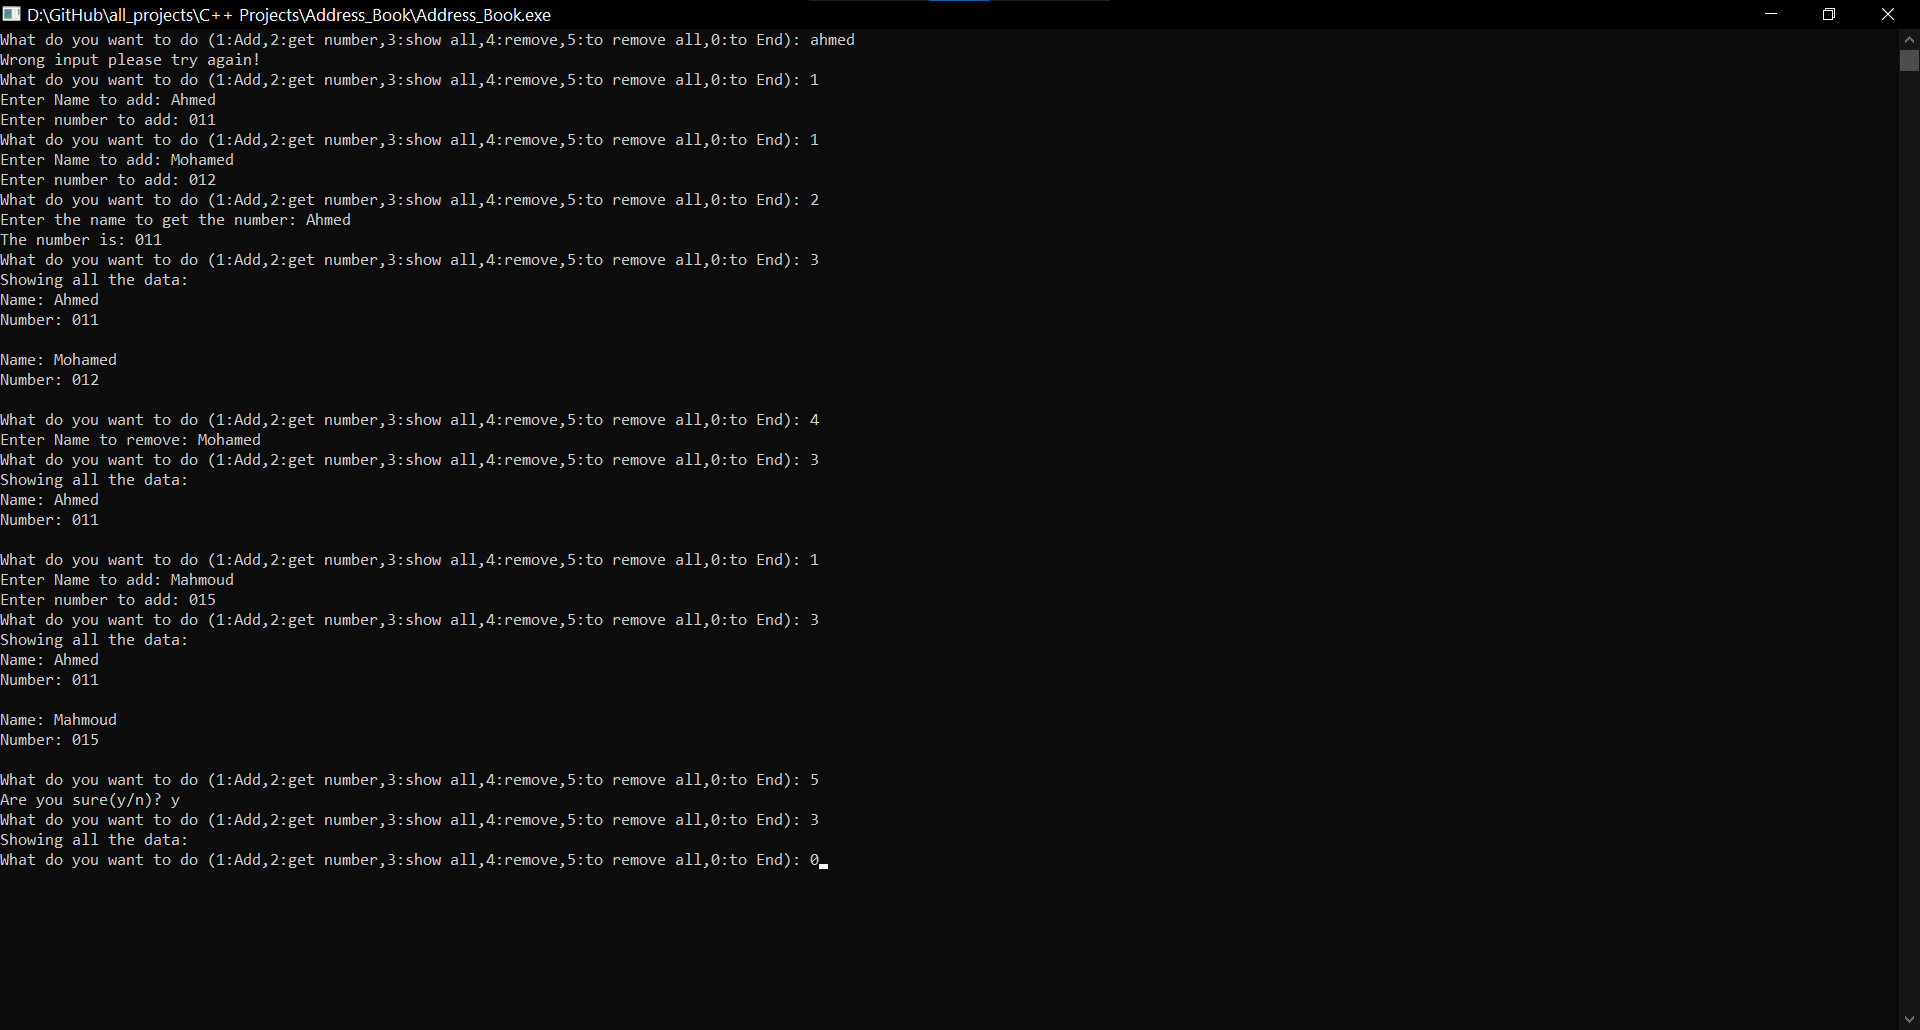 D:\GitHub\all_projects\C++ Projects\Address_Book\Address_Book.exe
What do you want to do (1:Add,2:get number,3:show all,4:remove,5:to remove all,0:to End): ahmed
Wrong input please try again!
What do you want to do (1:Add,2:get number,3:show all,4:remove,5:to remove all,0:to End): 1
Enter Name to add: Ahmed
Enter number to add: 011
What do you want to do (1:Add,2:get number,3:show all,4:remove,5:to remove all,0:to End): 1
Enter Name to add: Mohamed
Enter number to add: 012
What do you want to do (1:Add,2:get number,3:show all,4:remove,5:to remove all,0:to End): 2
Enter the name to get the number: Ahmed
The number is: 011
What do you want to do (1:Add,2:get number,3:show all,4:remove,5:to remove all,0:to End): 3
Showing all the data:
Name: Ahmed
Number: 011

Name: Mohamed
Number: 012

What do you want to do (1:Add,2:get number,3:show all,4:remove,5:to remove all,0:to End): 4
Enter Name to remove: Mohamed
What do you want to do (1:Add,2:get number,3:show all,4:remove,5:to remove all,0:to End): 3
Showing all the data:
Name: Ahmed
Number: 011

What do you want to do (1:Add,2:get number,3:show all,4:remove,5:to remove all,0:to End): 1
Enter Name to add: Mahmoud
Enter number to add: 015
What do you want to do (1:Add,2:get number,3:show all,4:remove,5:to remove all,0:to End): 3
Showing all the data:
Name: Ahmed
Number: 011

Name: Mahmoud
Number: 015

What do you want to do (1:Add,2:get number,3:show all,4:remove,5:to remove all,0:to End): 5
Are you sure(y/n)? y
What do you want to do (1:Add,2:get number,3:show all,4:remove,5:to remove all,0:to End): 3
Showing all the data:
What do you want to do (1:Add,2:get number,3:show all,4:remove,5:to remove all,0:to End): 0